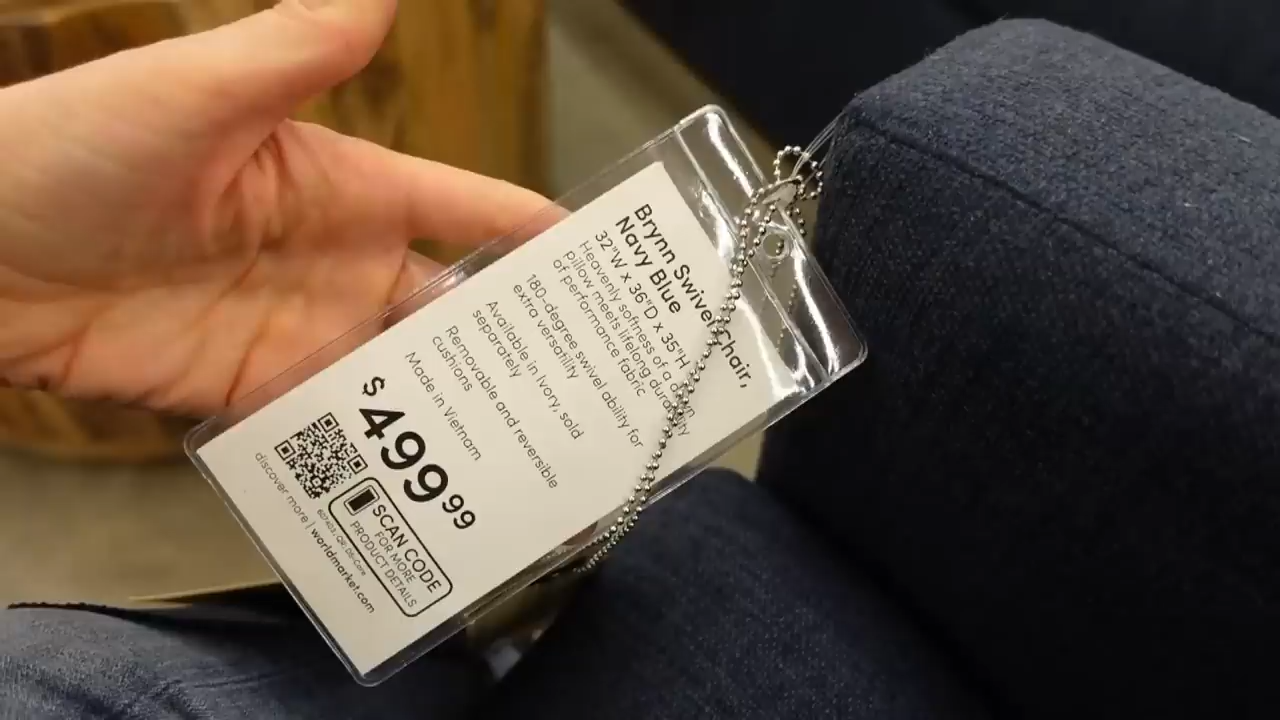 Brynn Swivel Chair,
Navy Blue
32"W x 36"D x 35"H
Heavenly softness of a down
pillow meets lifelong durability
of performance fabric
180-degree swivel ability for
extra versatility
Available in Ivory, sold
separately
Removable and reversible
cushions
Made in Vietnam
$499.99
SCAN CODE
FOR MORE
PRODUCT DETAILS
discover more | worldmarket.com